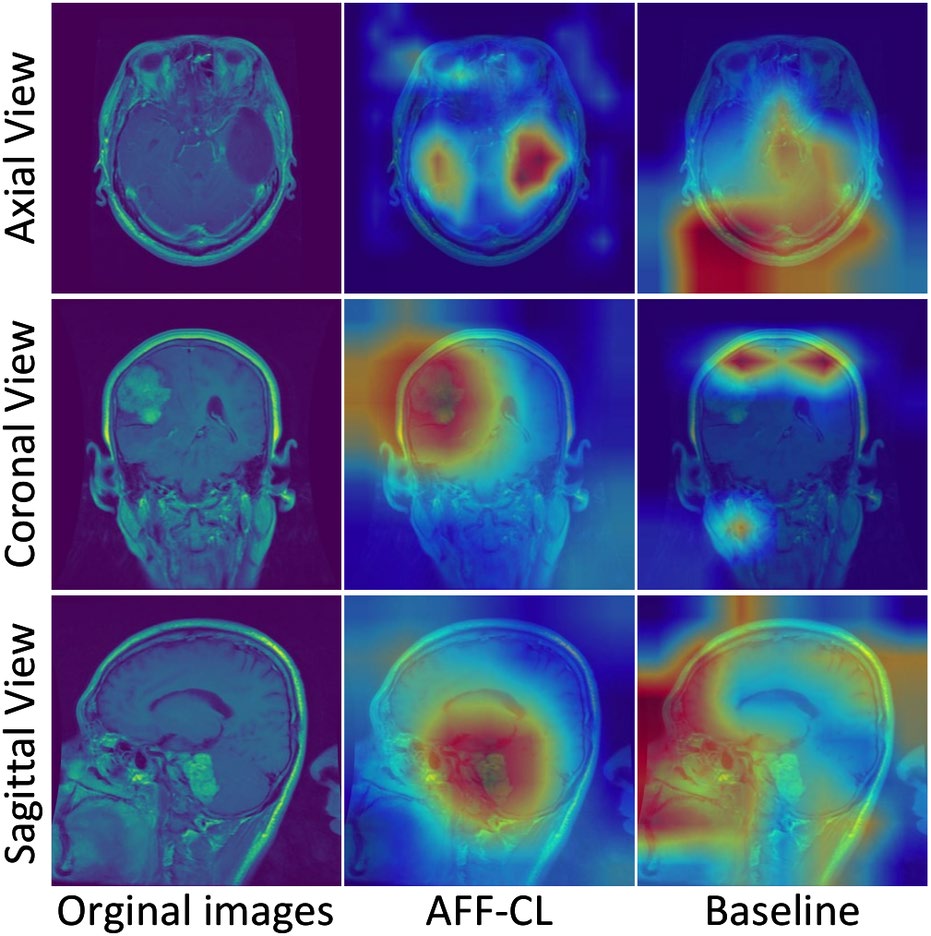 Axial View
Coronal View
Sagittal View
Orginal images
AFF-CL
Baseline